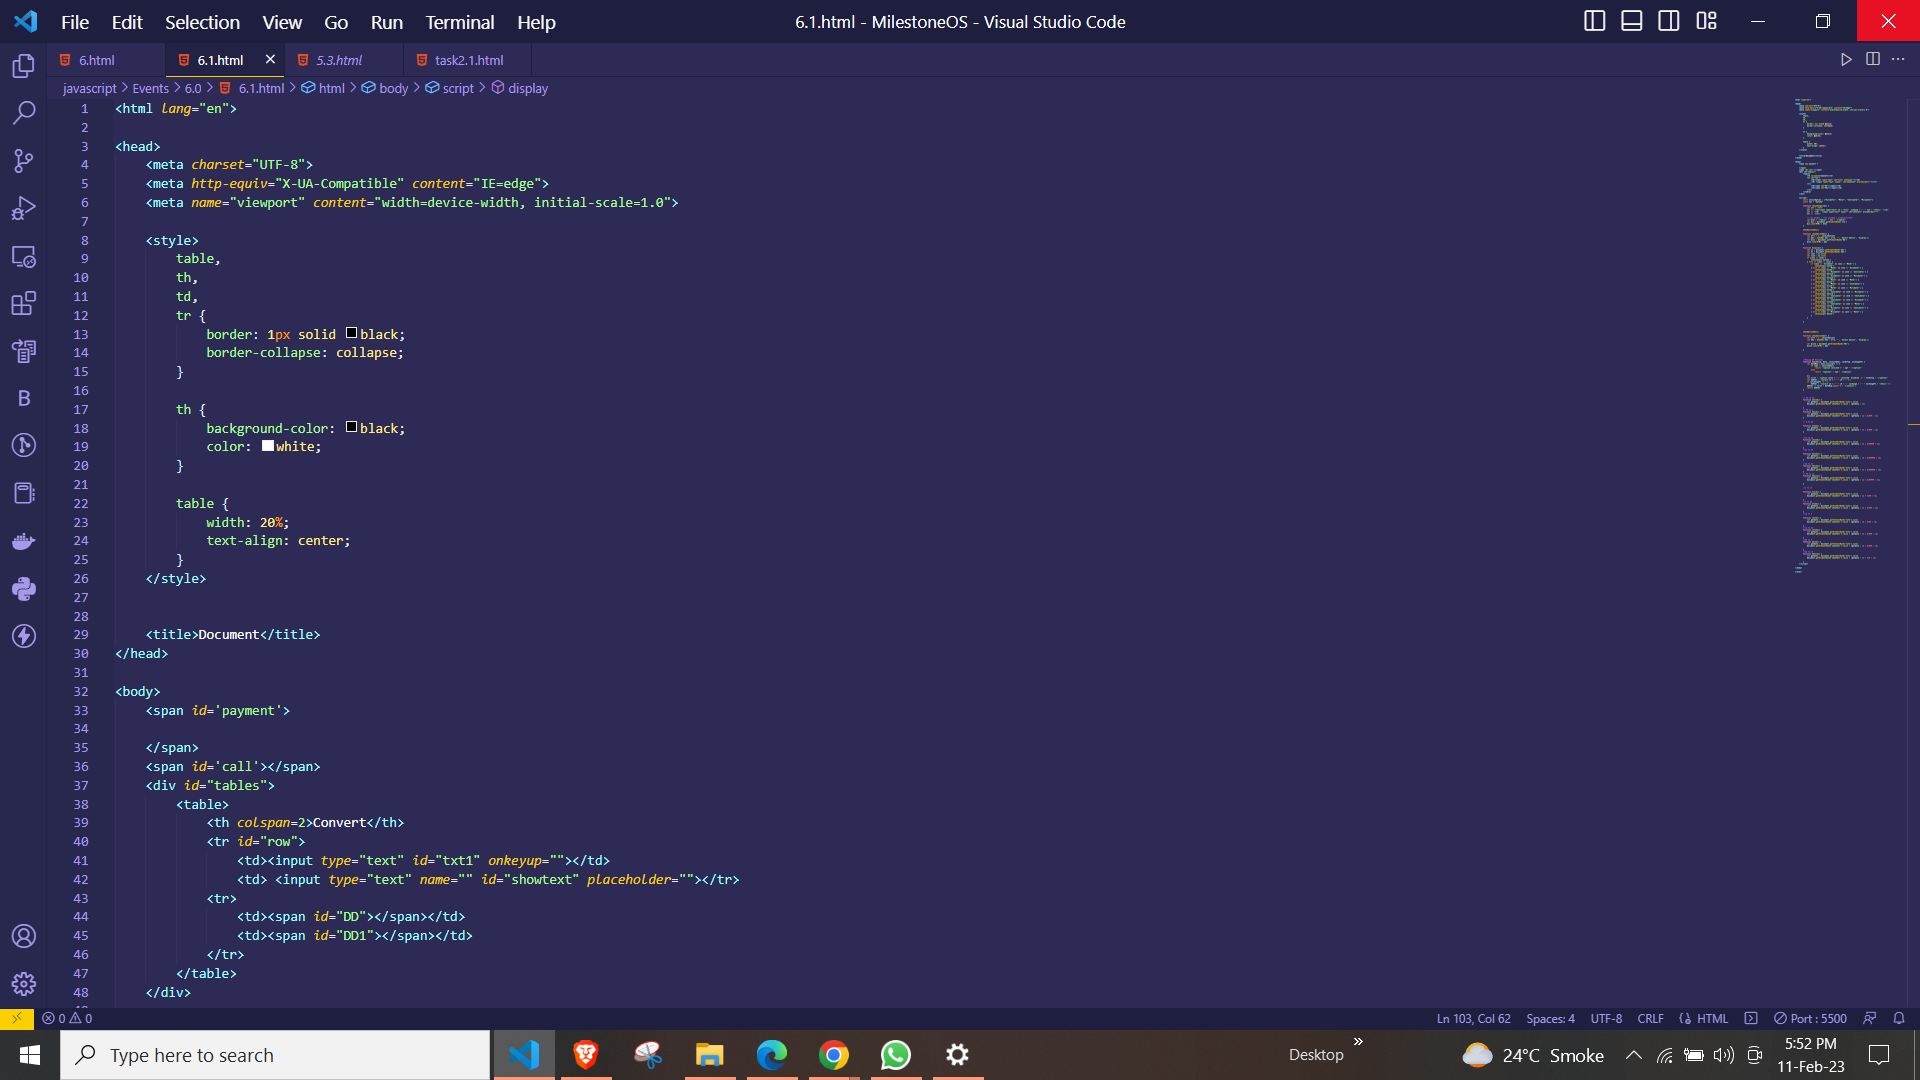 File Edit Selection View Go Run Terminal Help
6.1.html - MilestoneOS - Visual Studio Code
6.html
6.1.html
5.3.html
task2.1.html
javascript > Events > 6.0 > 6.1.html > html > body > script > display
1 <html lang="en">
2
3 <head>
4 <meta charset="UTF-8">
5 <meta http-equiv="X-UA-Compatible" content="IE=edge">
6 <meta name="viewport" content="width=device-width, initial-scale=1.0">
7
8 <style>
9 table,
10 th,
11 td,
12 tr {
13 border: 1px solid black;
14 border-collapse: collapse;
15 }
16
17 th {
18 background-color: black;
19 color: white;
20 }
21
22 table {
23 width: 20%;
24 text-align: center;
25 }
26 </style>
27
28
29 <title>Document</title>
30 </head>
31
32 <body>
33 <span id='payment'>
34
35 </span>
36 <span id='call'></span>
37 <div id="tables">
38 <table>
39 <th colspan=2>Convert</th>
40 <tr id="row">
41 <td><input type="text" id="txt1" onkeyup=""></td>
42 <td> <input type="text" name="" id="showtext" placeholder=""></tr>
43 <tr>
44 <td><span id="DD"></span></td>
45 <td><span id="DD1"></span></td>
46 </tr>
47 </table>
48 </div>
0 0
Ln 103, Col 62 Spaces: 4 UTF-8 CRLF HTML Port : 5500
Type here to search
Desktop
24°C Smoke
5:52 PM
11-Feb-23